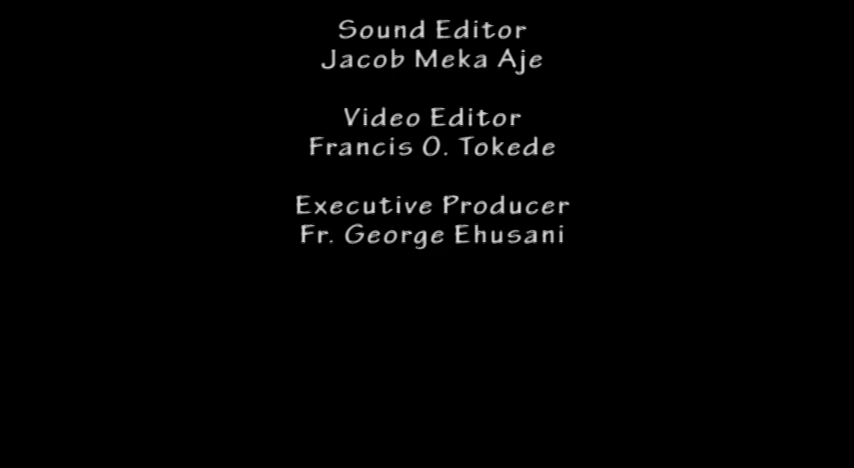 Sound Editor
Jacob Meka Aje
Video Editor
Francis O. Tokede
Executive Producer
Fr. George Ehusani